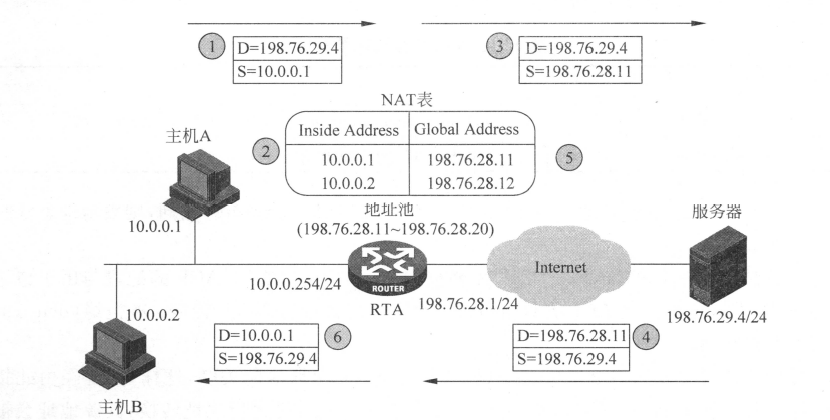 1
D=198.76.29.4
S=10.0.0.1
3
D=198.76.29.4
S=198.76.28.11
NAT表
Inside Address Global Address
10.0.0.1 198.76.28.11
10.0.0.2 198.76.28.12
2
5
主机A
10.0.0.1
地址池
(198.76.28.11~198.76.28.20)
服务器
Internet
ROUTER
10.0.0.254/24
RTA
198.76.28.1/24
198.76.29.4/24
10.0.0.2
主机B
D=10.0.0.1
S=198.76.29.4
6
D=198.76.28.11
S=198.76.29.4
4